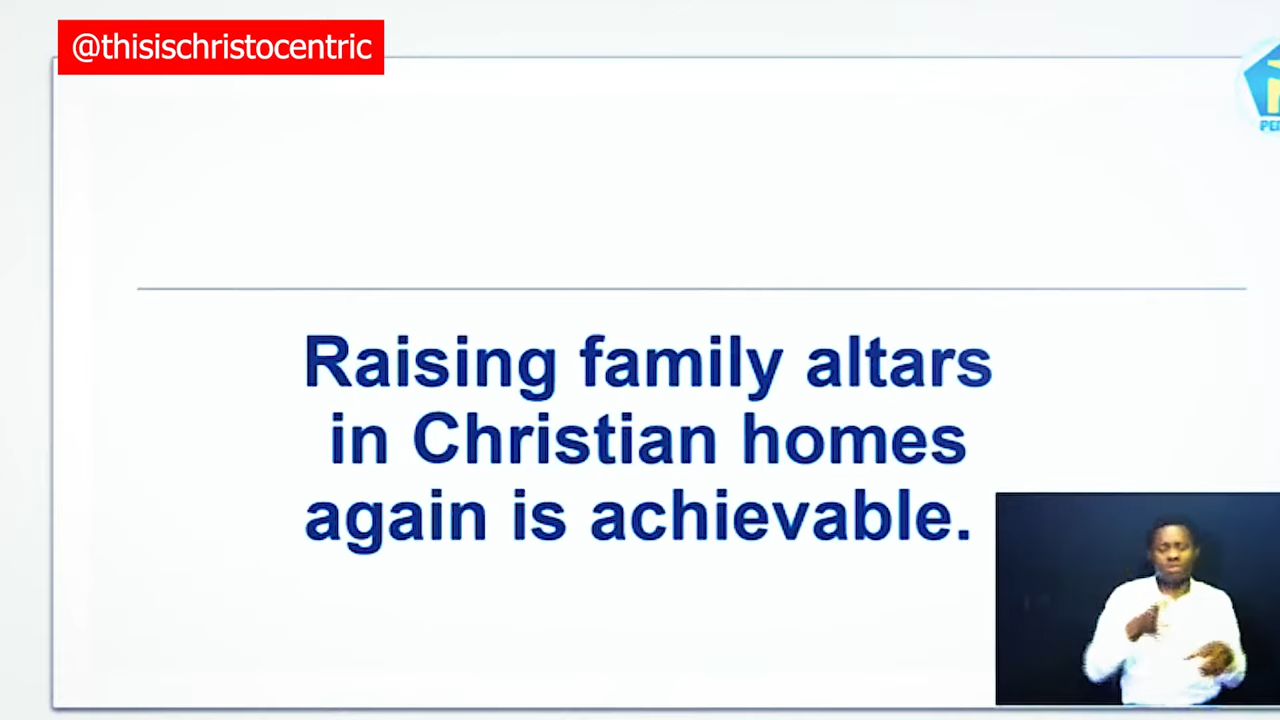 @thisischristocentric
Raising family altars
in Christian homes
again is achievable.